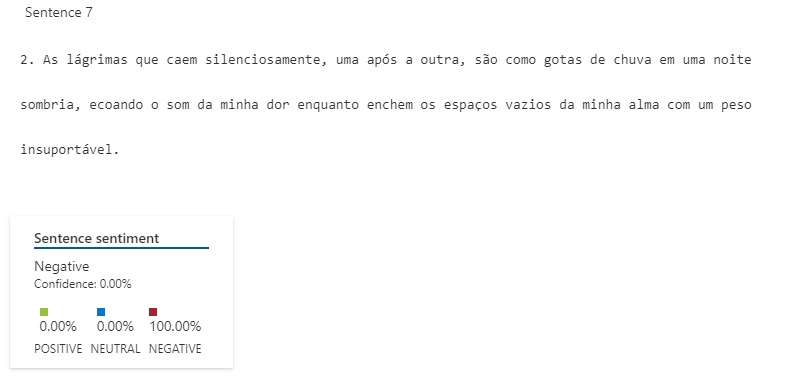 Sentence 7
2. As lágrimas que caem silenciosamente, uma após a outra, são como gotas de chuva em uma noite
sombria, ecoando o som da minha dor enquanto enchem os espaços vazios da minha alma com um peso
insuportável.
Sentence sentiment
Negative
Confidence: 0.00%
0.00% 0.00% 100.00%
POSITIVE NEUTRAL NEGATIVE